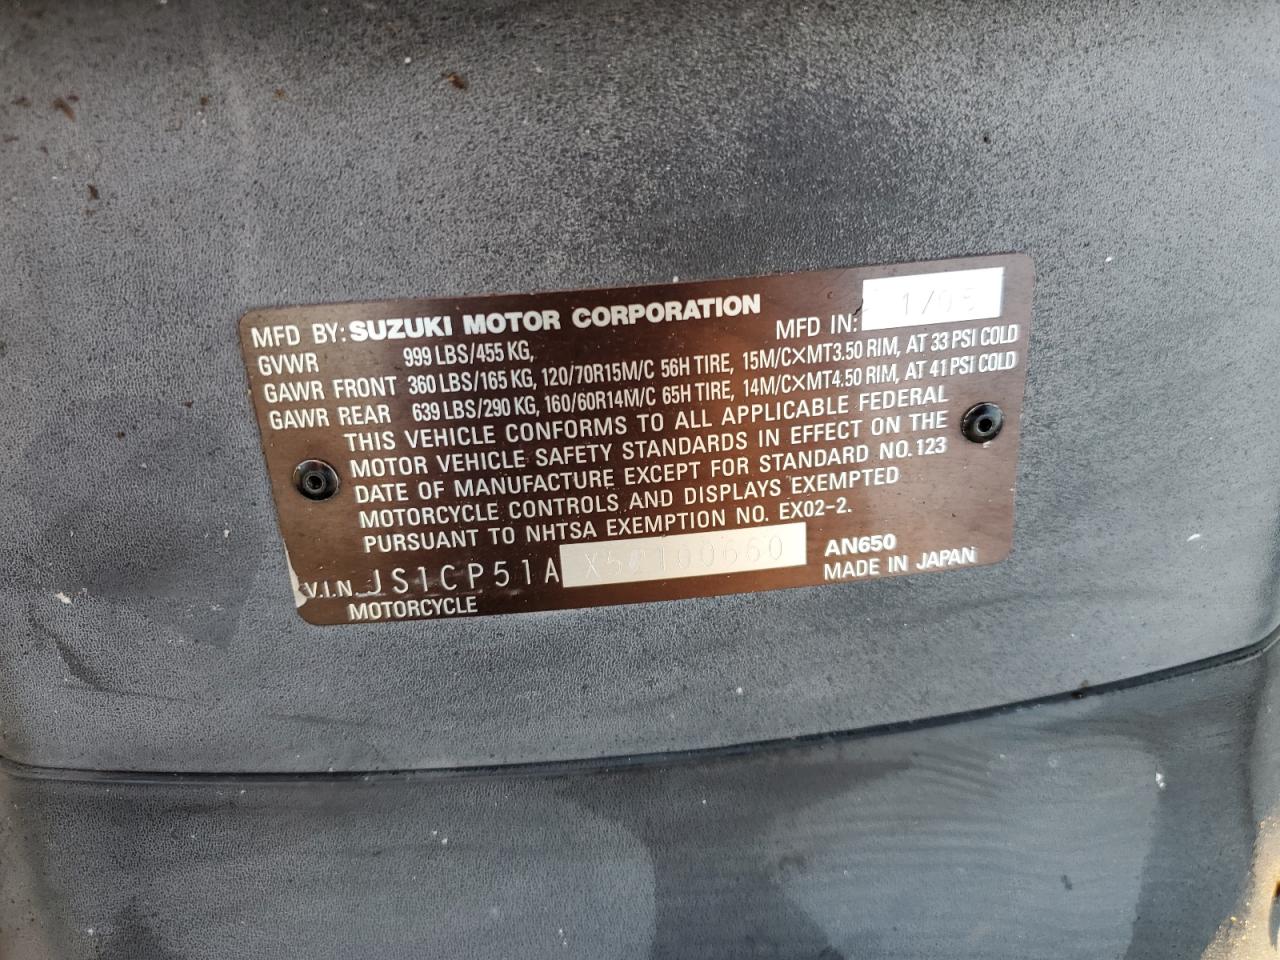 MFD BY: SUZUKI MOTOR CORPORATION MFD IN: 1/05
GVWR 999 LBS/455 KG,
GAWR FRONT 360 LBS/165 KG, 120/70R15M/C 56H TIRE, 15M/C×MT3.50 RIM, AT 33 PSI COLD
GAWR REAR 639 LBS/290 KG, 160/60R14M/C 65H TIRE, 14M/C×MT4.50 RIM, AT 41 PSI COLD
THIS VEHICLE CONFORMS TO ALL APPLICABLE FEDERAL
MOTOR VEHICLE SAFETY STANDARDS IN EFFECT ON THE
DATE OF MANUFACTURE EXCEPT FOR STANDARD NO. 123
MOTORCYCLE CONTROLS AND DISPLAYS EXEMPTED
PURSUANT TO NHTSA EXEMPTION NO. EX02-2.
V.I.N. JS1CP51A
MOTORCYCLE
AN650
MADE IN JAPAN